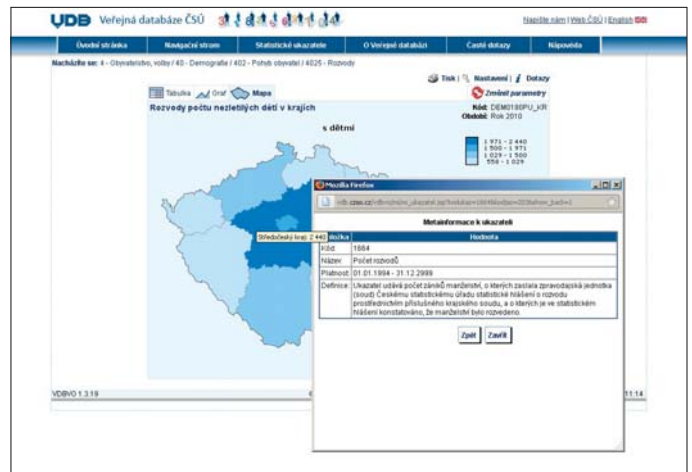 VDB Veřejná databáze ČSÚ
Napište nám | Web ČSÚ | English
Úvodní stránka Navigační strom Statistické ukazatele O Veřejné databázi Časté dotazy Nápověda
Nacházíte se: 4 - Obyvatelstvo, volby / 40 - Demografie / 402 - Pohyb obyvatel / 4025 - Rozvody
Tisk | Nastavení | Dotazy
Tabulka Graf Mapa
Změnit parametry
Rozvody počtu nezletilých dětí v krajích
Kód: DEM0180PU_KR
Období: Rok 2010
s dětmi
1 971 - 2 440
1 500 - 1 971
1 029 - 1 500
558 - 1 029
Mozilla Firefox
Středočeský kraj: 2 440
Metainformace k ukazateli
Položka Hodnota
Kód: 1664
Název: Počet rozvodů
Platnost: 01.01.1994 - 31.12.2999
Definice: Ukazatel udává počet zániků manželství, o kterých zaslala zpravodajská jednotka
(soud) Českému statistickému úřadu statistické hlášení o rozvodu
prostřednictvím příslušného krajského soudu, a o kterých je ve statistickém
hlášení konstatováno, že manželství bylo rozvedeno.
Zpět Zavřít
VDBVO 1.3.19
11:14